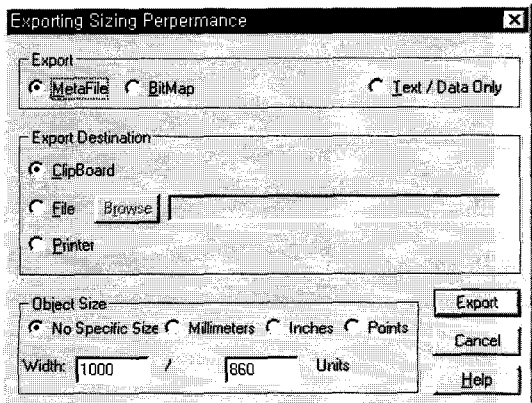 Exporting Sizing Perpermance
Export
MetaFile BitMap Text / Data Only
Export Destination
ClipBoard
File Browse
Printer
Object Size
No Specific Size Millimeters Inches Points
Width: 1000 / 860 Units
Export
Cancel
Help